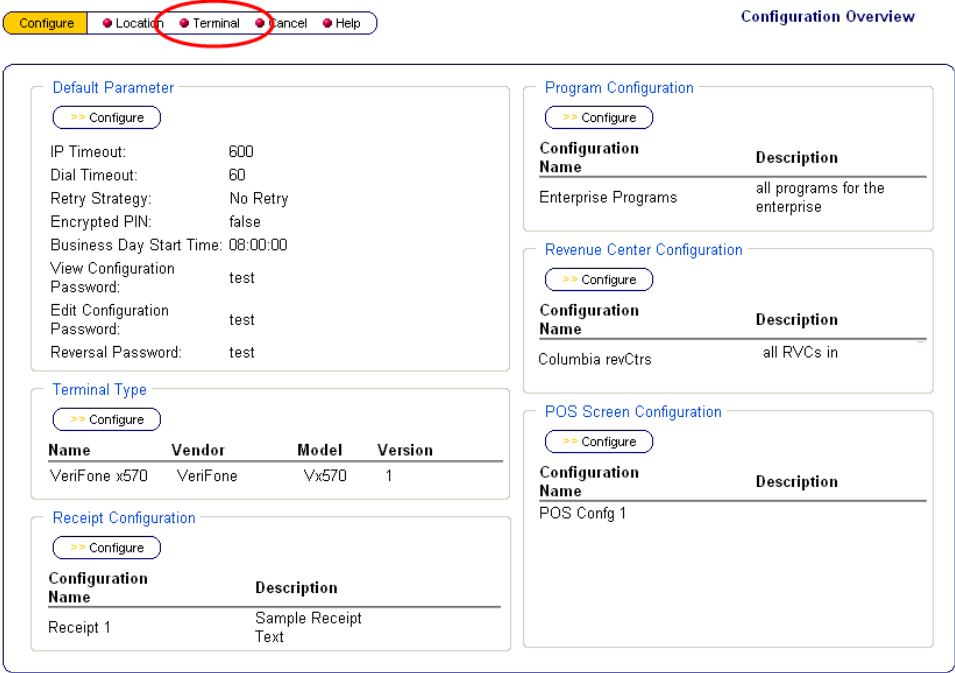 Configure Location Terminal Cancel Help
Configuration Overview
Default Parameter
>> Configure
IP Timeout: 600
Dial Timeout: 60
Retry Strategy: No Retry
Encrypted PIN: false
Business Day Start Time: 08:00:00
View Configuration
Password: test
Edit Configuration
Password: test
Reversal Password: test
Terminal Type
>> Configure
Name Vendor Model Version
VeriFone x570 VeriFone Vx570 1
Receipt Configuration
>> Configure
Configuration
Name Description
Receipt 1 Sample Receipt
Text
Program Configuration
>> Configure
Configuration
Name Description
Enterprise Programs all programs for the
enterprise
Revenue Center Configuration
>> Configure
Configuration
Name Description
Columbia revCtrs all RVCs in
POS Screen Configuration
>> Configure
Configuration
Name Description
POS Confg 1